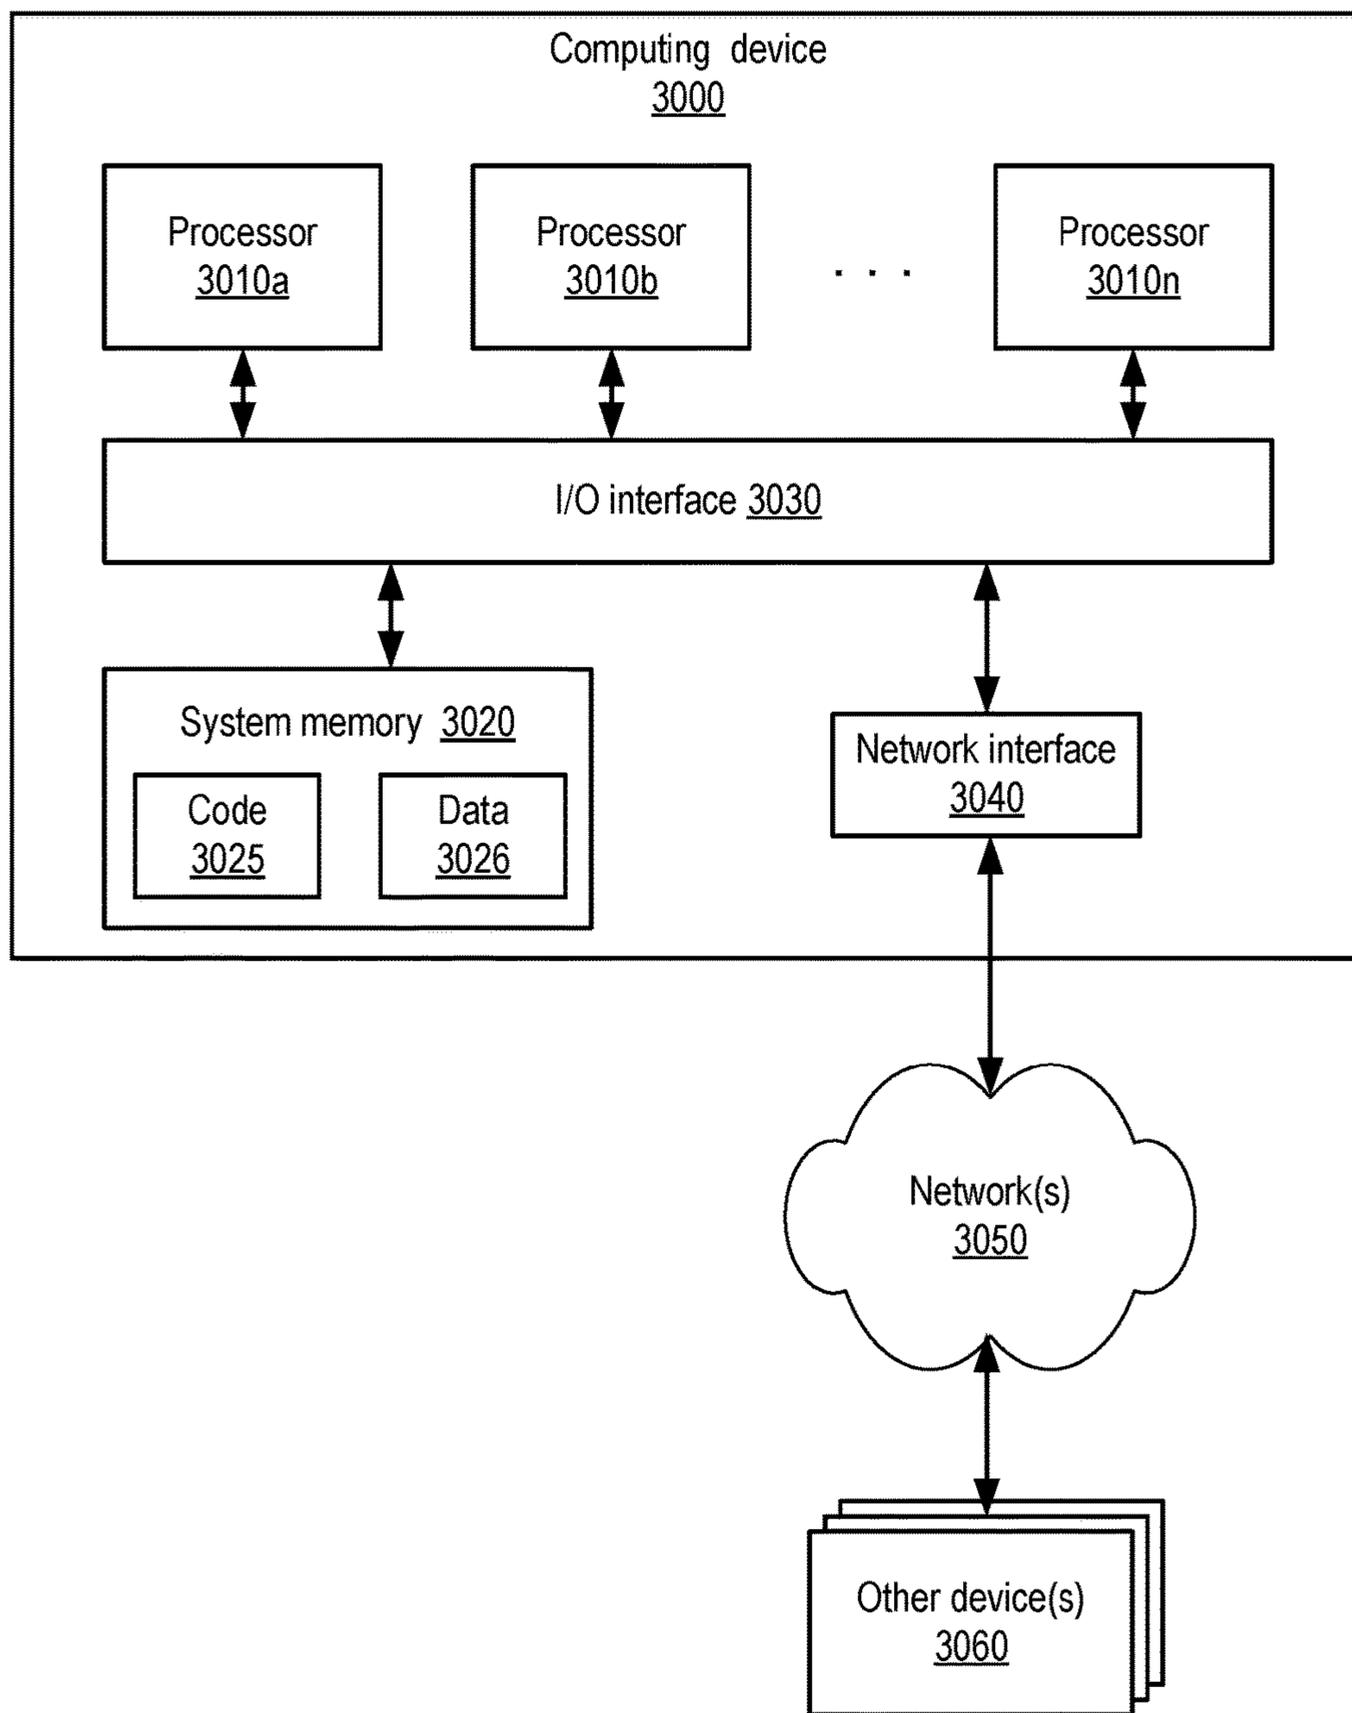 Computing device
3000
Processor
3010a
Processor
3010b
. . .
Processor
3010n
I/O interface 3030
System memory 3020
Code
3025
Data
3026
Network interface
3040
Network(s)
3050
Other device(s)
3060